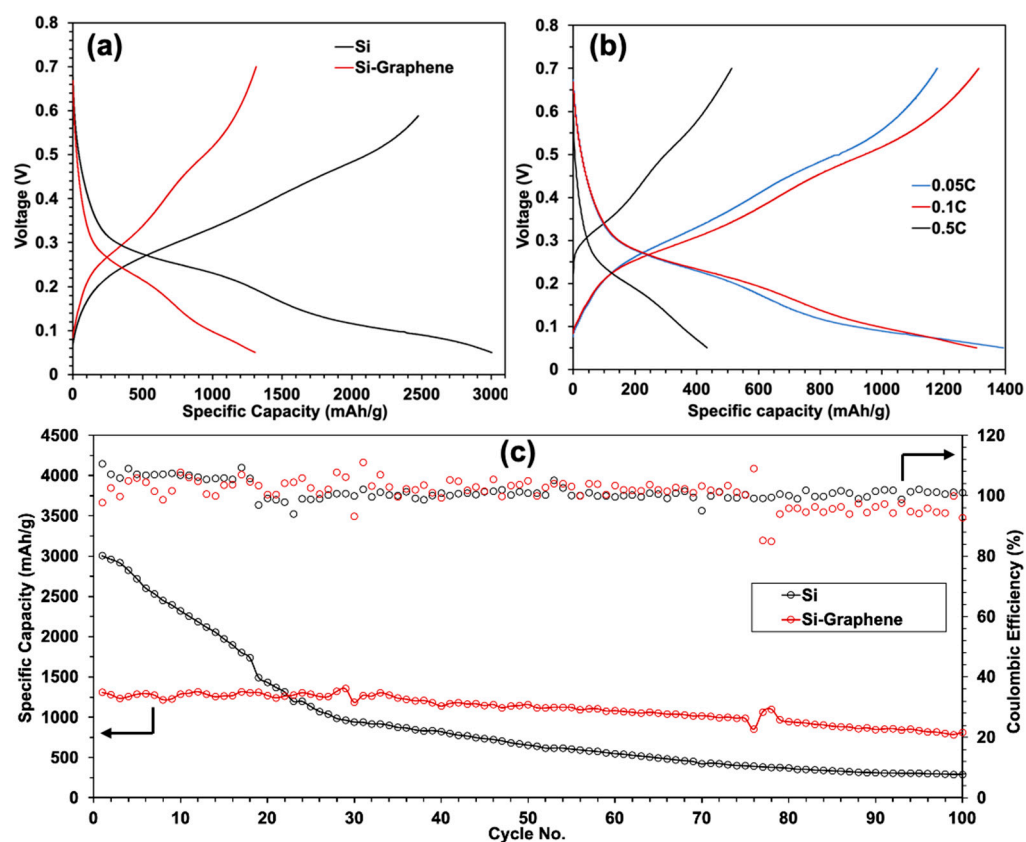 (a)
Si
Si-Graphene
0.8
0.7
0.6
0.5
0.4
0.3
0.2
0.1
0
Voltage (V)
0 500 1000 1500 2000 2500 3000
Specific Capacity (mAh/g)
(b)
0.05C
0.1C
0.5C
0.8
0.7
0.6
0.5
0.4
0.3
0.2
0.1
0
Voltage (V)
0 200 400 600 800 1000 1200 1400
Specific capacity (mAh/g)
(c)
4500
4000
3500
3000
2500
2000
1500
1000
500
0
Specific Capacity (mAh/g)
Si
Si-Graphene
120
100
80
60
40
20
0
Coulombic Efficiency (%)
0 20 40 60 80 100
Cycle No.